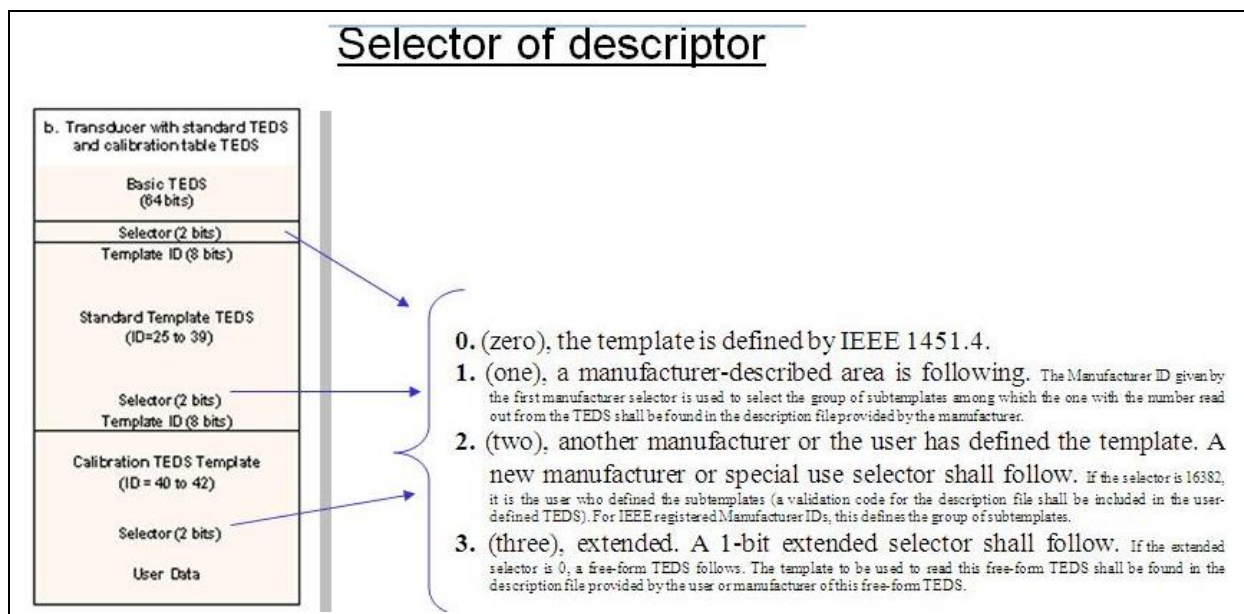 Selector of descriptor
b. Transducer with standard TEDS
and calibration table TEDS
Basic TEDS
(64 bits)
Selector (2 bits)
Template ID (8 bits)
Standard Template TEDS
(ID=25 to 39)
Selector (2 bits)
Template ID (8 bits)
Calibration TEDS Template
(ID = 40 to 42)
Selector (2 bits)
User Data
0. (zero), the template is defined by IEEE 1451.4.
1. (one), a manufacturer-described area is following. The Manufacturer ID given by
the first manufacturer selector is used to select the group of subtemplates among which the one with the number read
out from the TEDS shall be found in the description file provided by the manufacturer.
2. (two), another manufacturer or the user has defined the template. A
new manufacturer or special use selector shall follow. If the selector is 16382,
it is the user who defined the subtemplates (a validation code for the description file shall be included in the user-
defined TEDS). For IEEE registered Manufacturer IDs, this defines the group of subtemplates.
3. (three), extended. A 1-bit extended selector shall follow. If the extended
selector is 0, a free-form TEDS follows. The template to be used to read this free-form TEDS shall be found in the
description file provided by the user or manufacturer of this free-form TEDS.